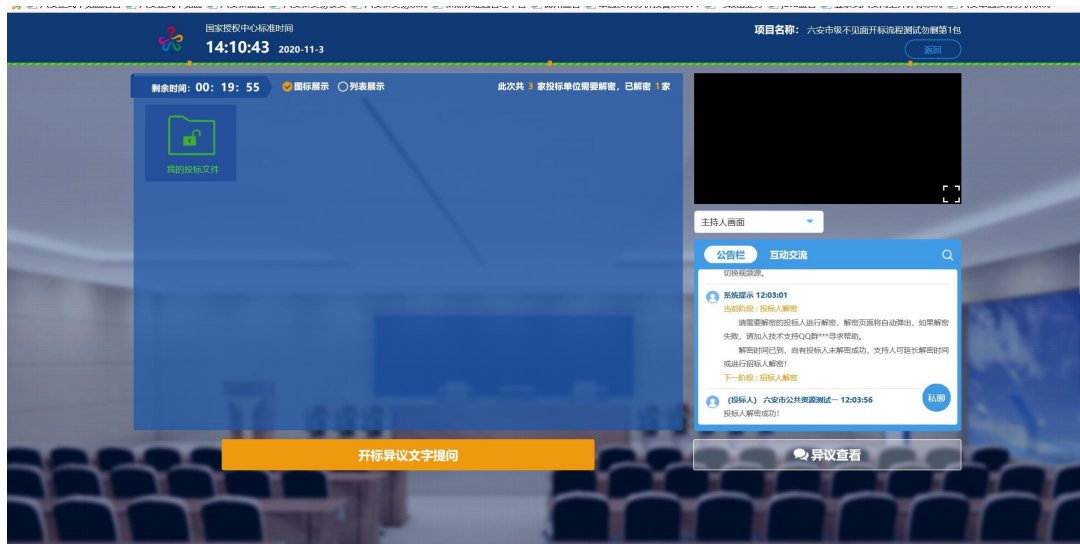 国家授权中心标准时间
14:10:43 2020-11-3
项目名称： 六安市级不见面开标流程测试勿删第1包
返回
剩余时间: 00: 19: 55 图标展示 列表展示
此次共 3 家投标单位需要解密, 已解密 1家
我的投标文件
主持人画面
公告栏 互动交流
切换视频源。
系统提示 12:03:01
当前阶段：投标人解密
请需要解密的投标人进行解密，解密页面将自动弹出，如果解密
失败，请加入技术支持QQ群***寻求帮助。
解密时间已到，尚有投标人未解密成功，支持人可延长解密时间
或进行招标人解密！
下一阶段：招标人解密
(投标人) 六安市公共资源测试一 12:03:56
投标人解密成功!
私聊
开标异议文字提问
异议查看